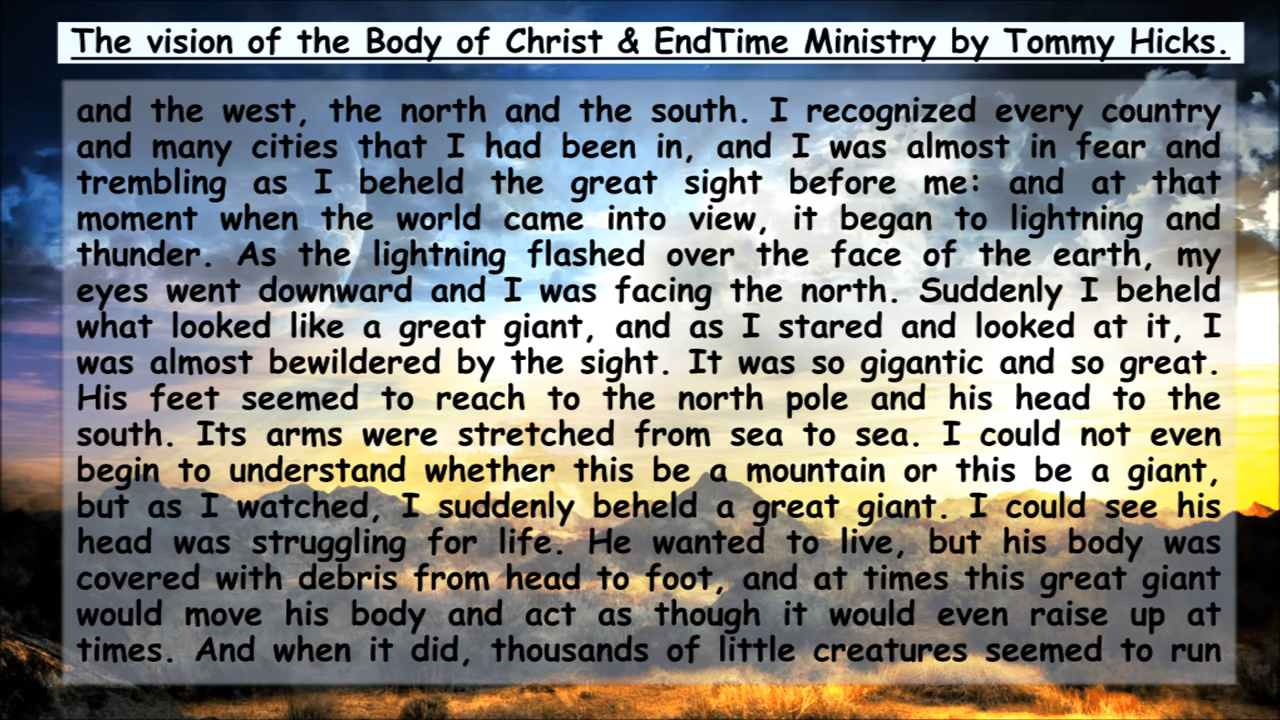 The vision of the Body of Christ & EndTime Ministry by Tommy Hicks.
and the west, the north and the south. I recognized every country
and many cities that I had been in, and I was almost in fear and
trembling as I beheld the great sight before me: and at that
moment when the world came into view, it began to lightning and
thunder. As the lightning flashed over the face of the earth, my
eyes went downward and I was facing the north. Suddenly I beheld
what looked like a great giant, and as I stared and looked at it, I
was almost bewildered by the sight. It was so gigantic and so great.
His feet seemed to reach to the north pole and his head to the
south. Its arms were stretched from sea to sea. I could not even
begin to understand whether this be a mountain or this be a giant,
but as I watched, I suddenly beheld a great giant. I could see his
head was struggling for life. He wanted to live, but his body was
covered with debris from head to foot, and at times this great giant
would move his body and act as though it would even raise up at
times. And when it did, thousands of little creatures seemed to run